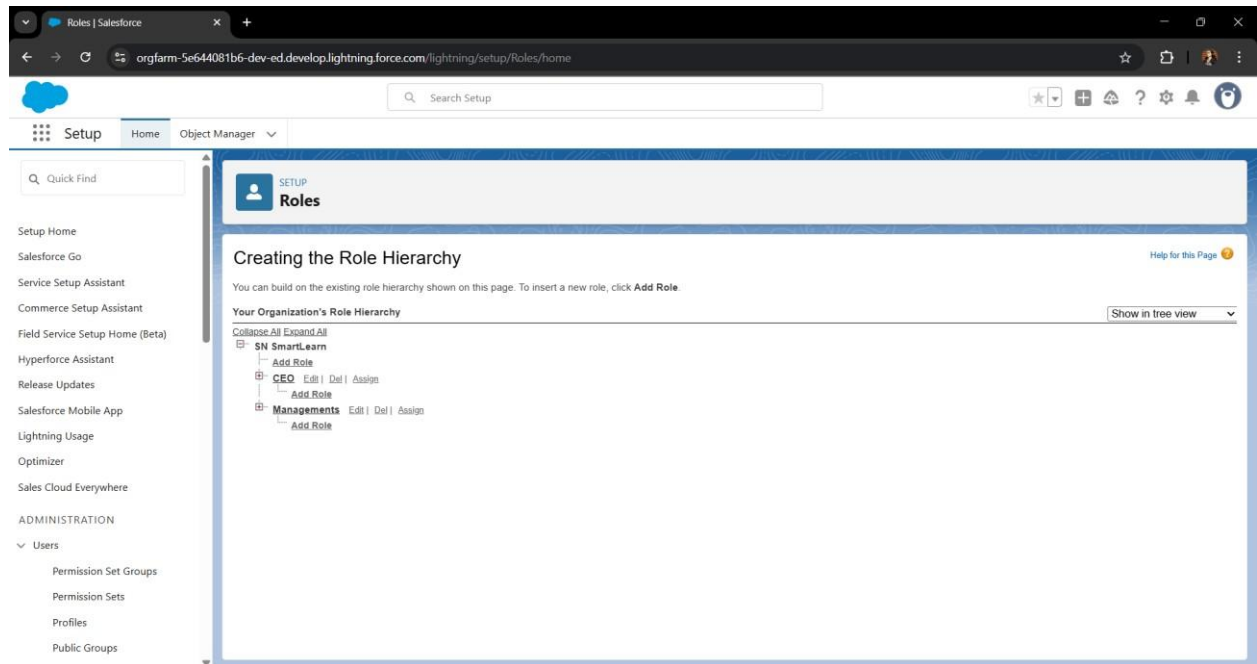 Roles | Salesforce
orgfarm-5e644081b6-dev-ed.develop.lightning.force.com/lightning/setup/Roles/home
Search Setup
Setup Home Object Manager
Quick Find
Setup Home
Salesforce Go
Service Setup Assistant
Commerce Setup Assistant
Field Service Setup Home (Beta)
Hyperforce Assistant
Release Updates
Salesforce Mobile App
Lightning Usage
Optimizer
Sales Cloud Everywhere
ADMINISTRATION
Users
Permission Set Groups
Permission Sets
Profiles
Public Groups
SETUP
Roles
Creating the Role Hierarchy
Help for this Page
You can build on the existing role hierarchy shown on this page. To insert a new role, click Add Role.
Your Organization's Role Hierarchy
Show in tree view
Collapse All Expand All
SN SmartLearn
Add Role
CEO Edit | Del | Assign
Add Role
Managements Edit | Del | Assign
Add Role